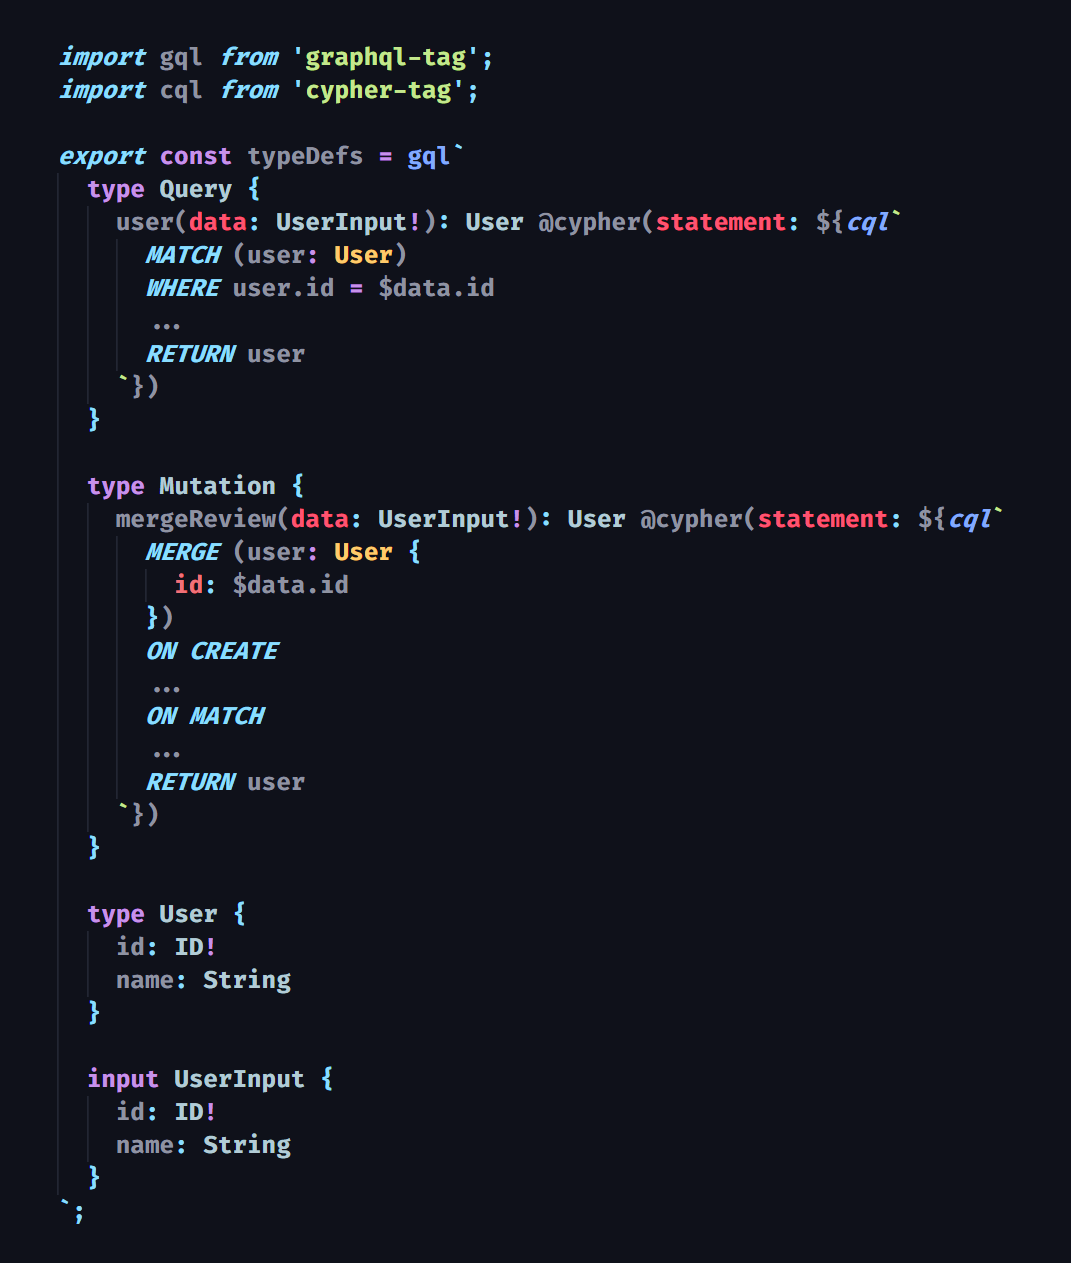 import gql from 'graphql-tag';
import cql from 'cypher-tag';

export const typeDefs = gql`
  type Query {
    user(data: UserInput!): User @cypher(statement: ${cql`
      MATCH (user: User)
      WHERE user.id = $data.id
      ...
      RETURN user
    `})
  }

  type Mutation {
    mergeReview(data: UserInput!): User @cypher(statement: ${cql`
      MERGE (user: User {
        id: $data.id
      })
      ON CREATE
      ...
      ON MATCH
      ...
      RETURN user
    `})
  }

  type User {
    id: ID!
    name: String
  }

  input UserInput {
    id: ID!
    name: String
  }
`;